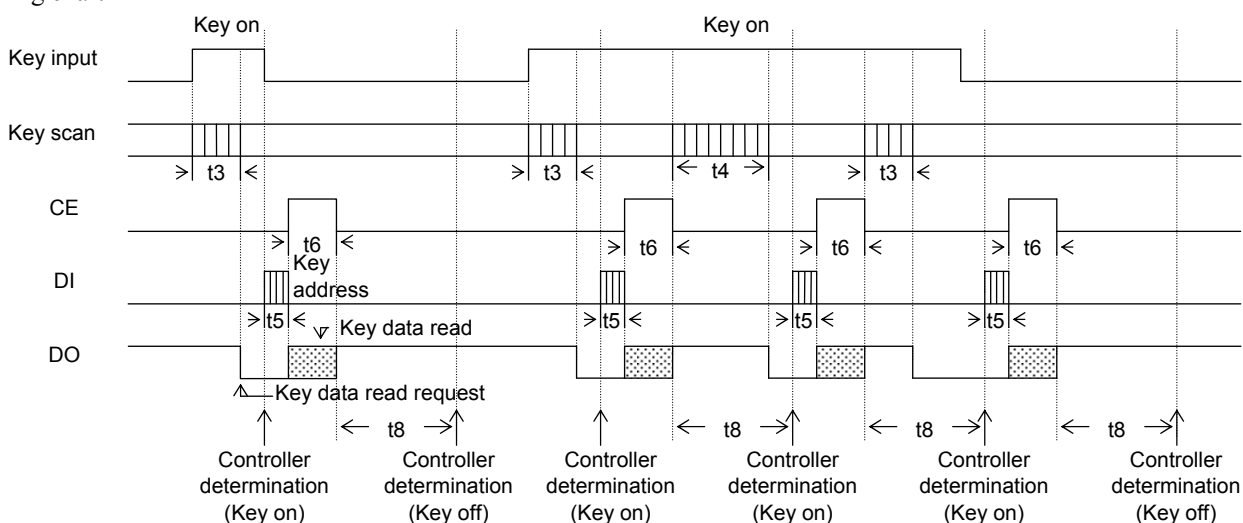 Key on Key on
Key input
Key scan
t3 t3 t4 t3
CE
t6 t6 t6 t6
Key
DI
address
t5 t5 t5 t5
Key data read
DO
Key data read request
t8 t8 t8 t8
Controller Controller Controller Controller Controller Controller
determination determination determination determination determination determination
(Key on) (Key off) (Key on) (Key on) (Key on) (Key off)